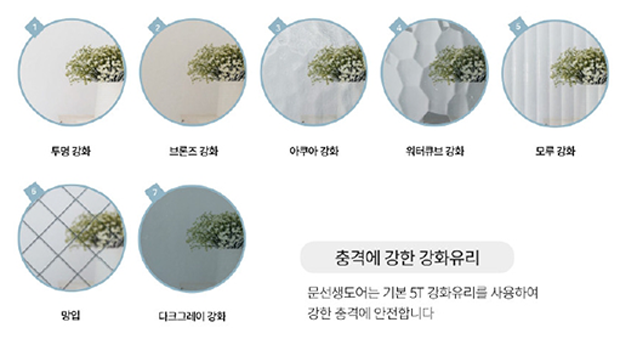 1
2
3
4
5
투명 강화
브론즈 강화
아쿠아 강화
워터큐브 강화
모루 강화
6
7
망입
다크그레이 강화
충격에 강한 강화유리
문선생도어는 기본 5T 강화유리를 사용하여
강한 충격에 안전합니다